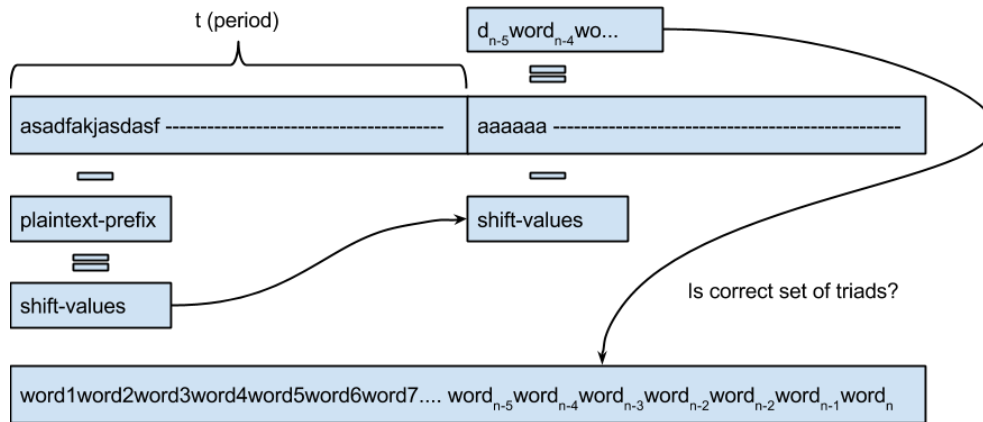 t (period)
dₙ₋₅wordₙ₋₄wo...
asadfakjasdasf ----------------------------------------
aaaaaa --------------------------------------------------
plaintext-prefix
shift-values
shift-values
Is correct set of triads?
word1word2word3word4word5word6word7.... wordₙ₋₅wordₙ₋₄wordₙ₋₃wordₙ₋₂wordₙ₋₂wordₙ₋₁wordₙ